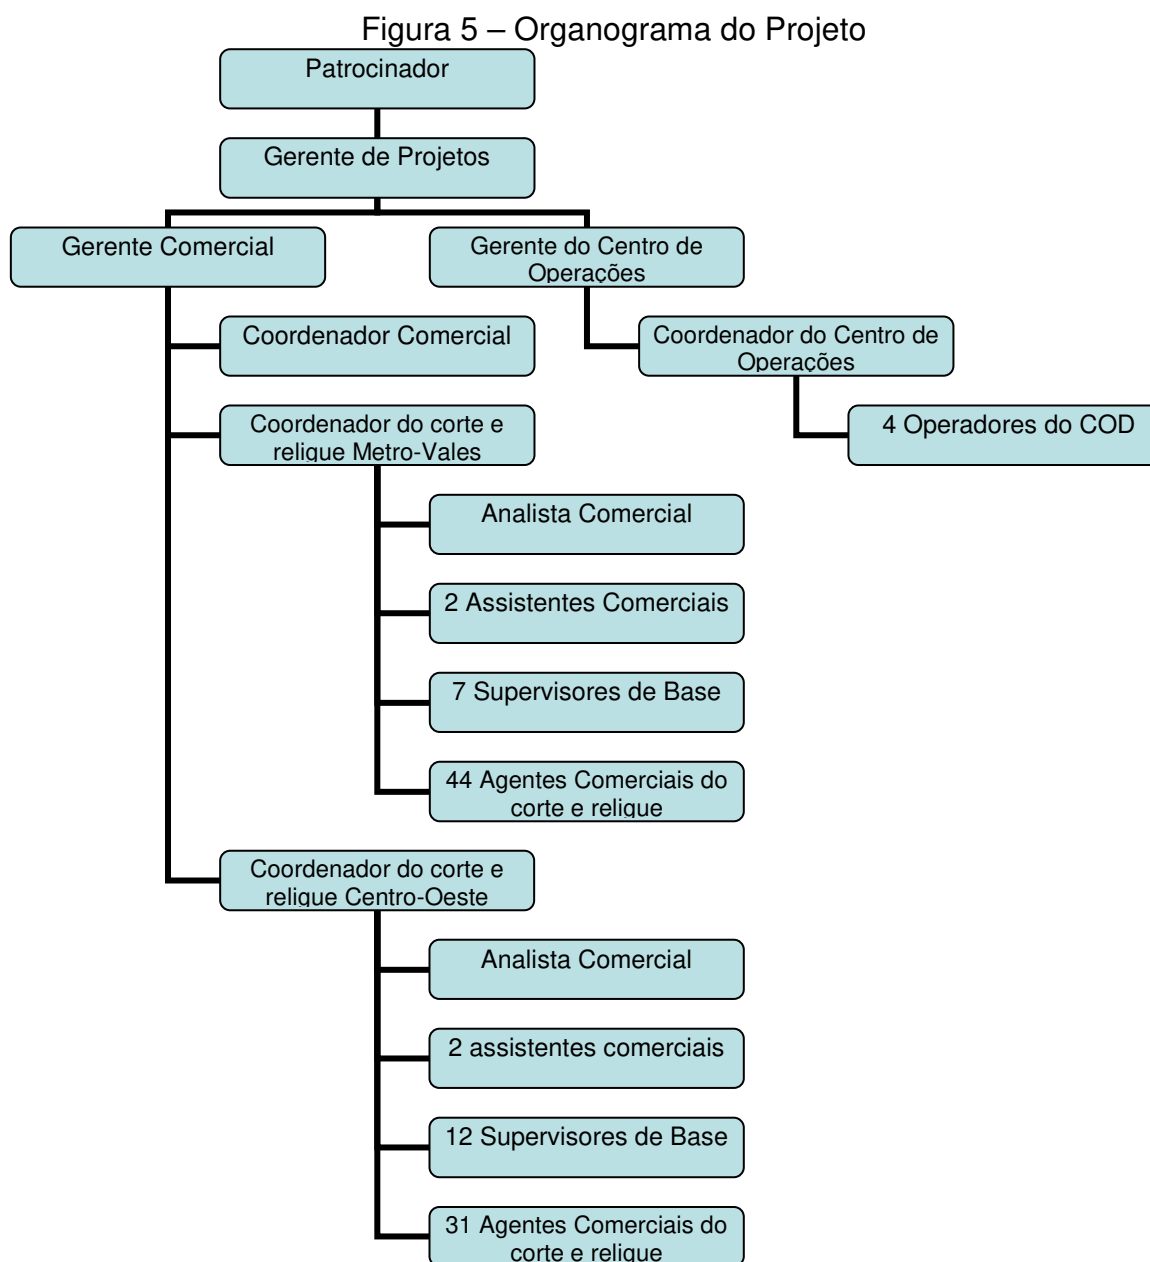 Figura 5 – Organograma do Projeto
Patrocinador
Gerente de Projetos
Gerente Comercial
Gerente do Centro de
Operações
Coordenador Comercial
Coordenador do Centro de
Operações
Coordenador do corte e
religue Metro-Vales
4 Operadores do COD
Analista Comercial
2 Assistentes Comerciais
7 Supervisores de Base
44 Agentes Comerciais do
corte e religue
Coordenador do corte e
religue Centro-Oeste
Analista Comercial
2 assistentes comerciais
12 Supervisores de Base
31 Agentes Comerciais do
corte e religue